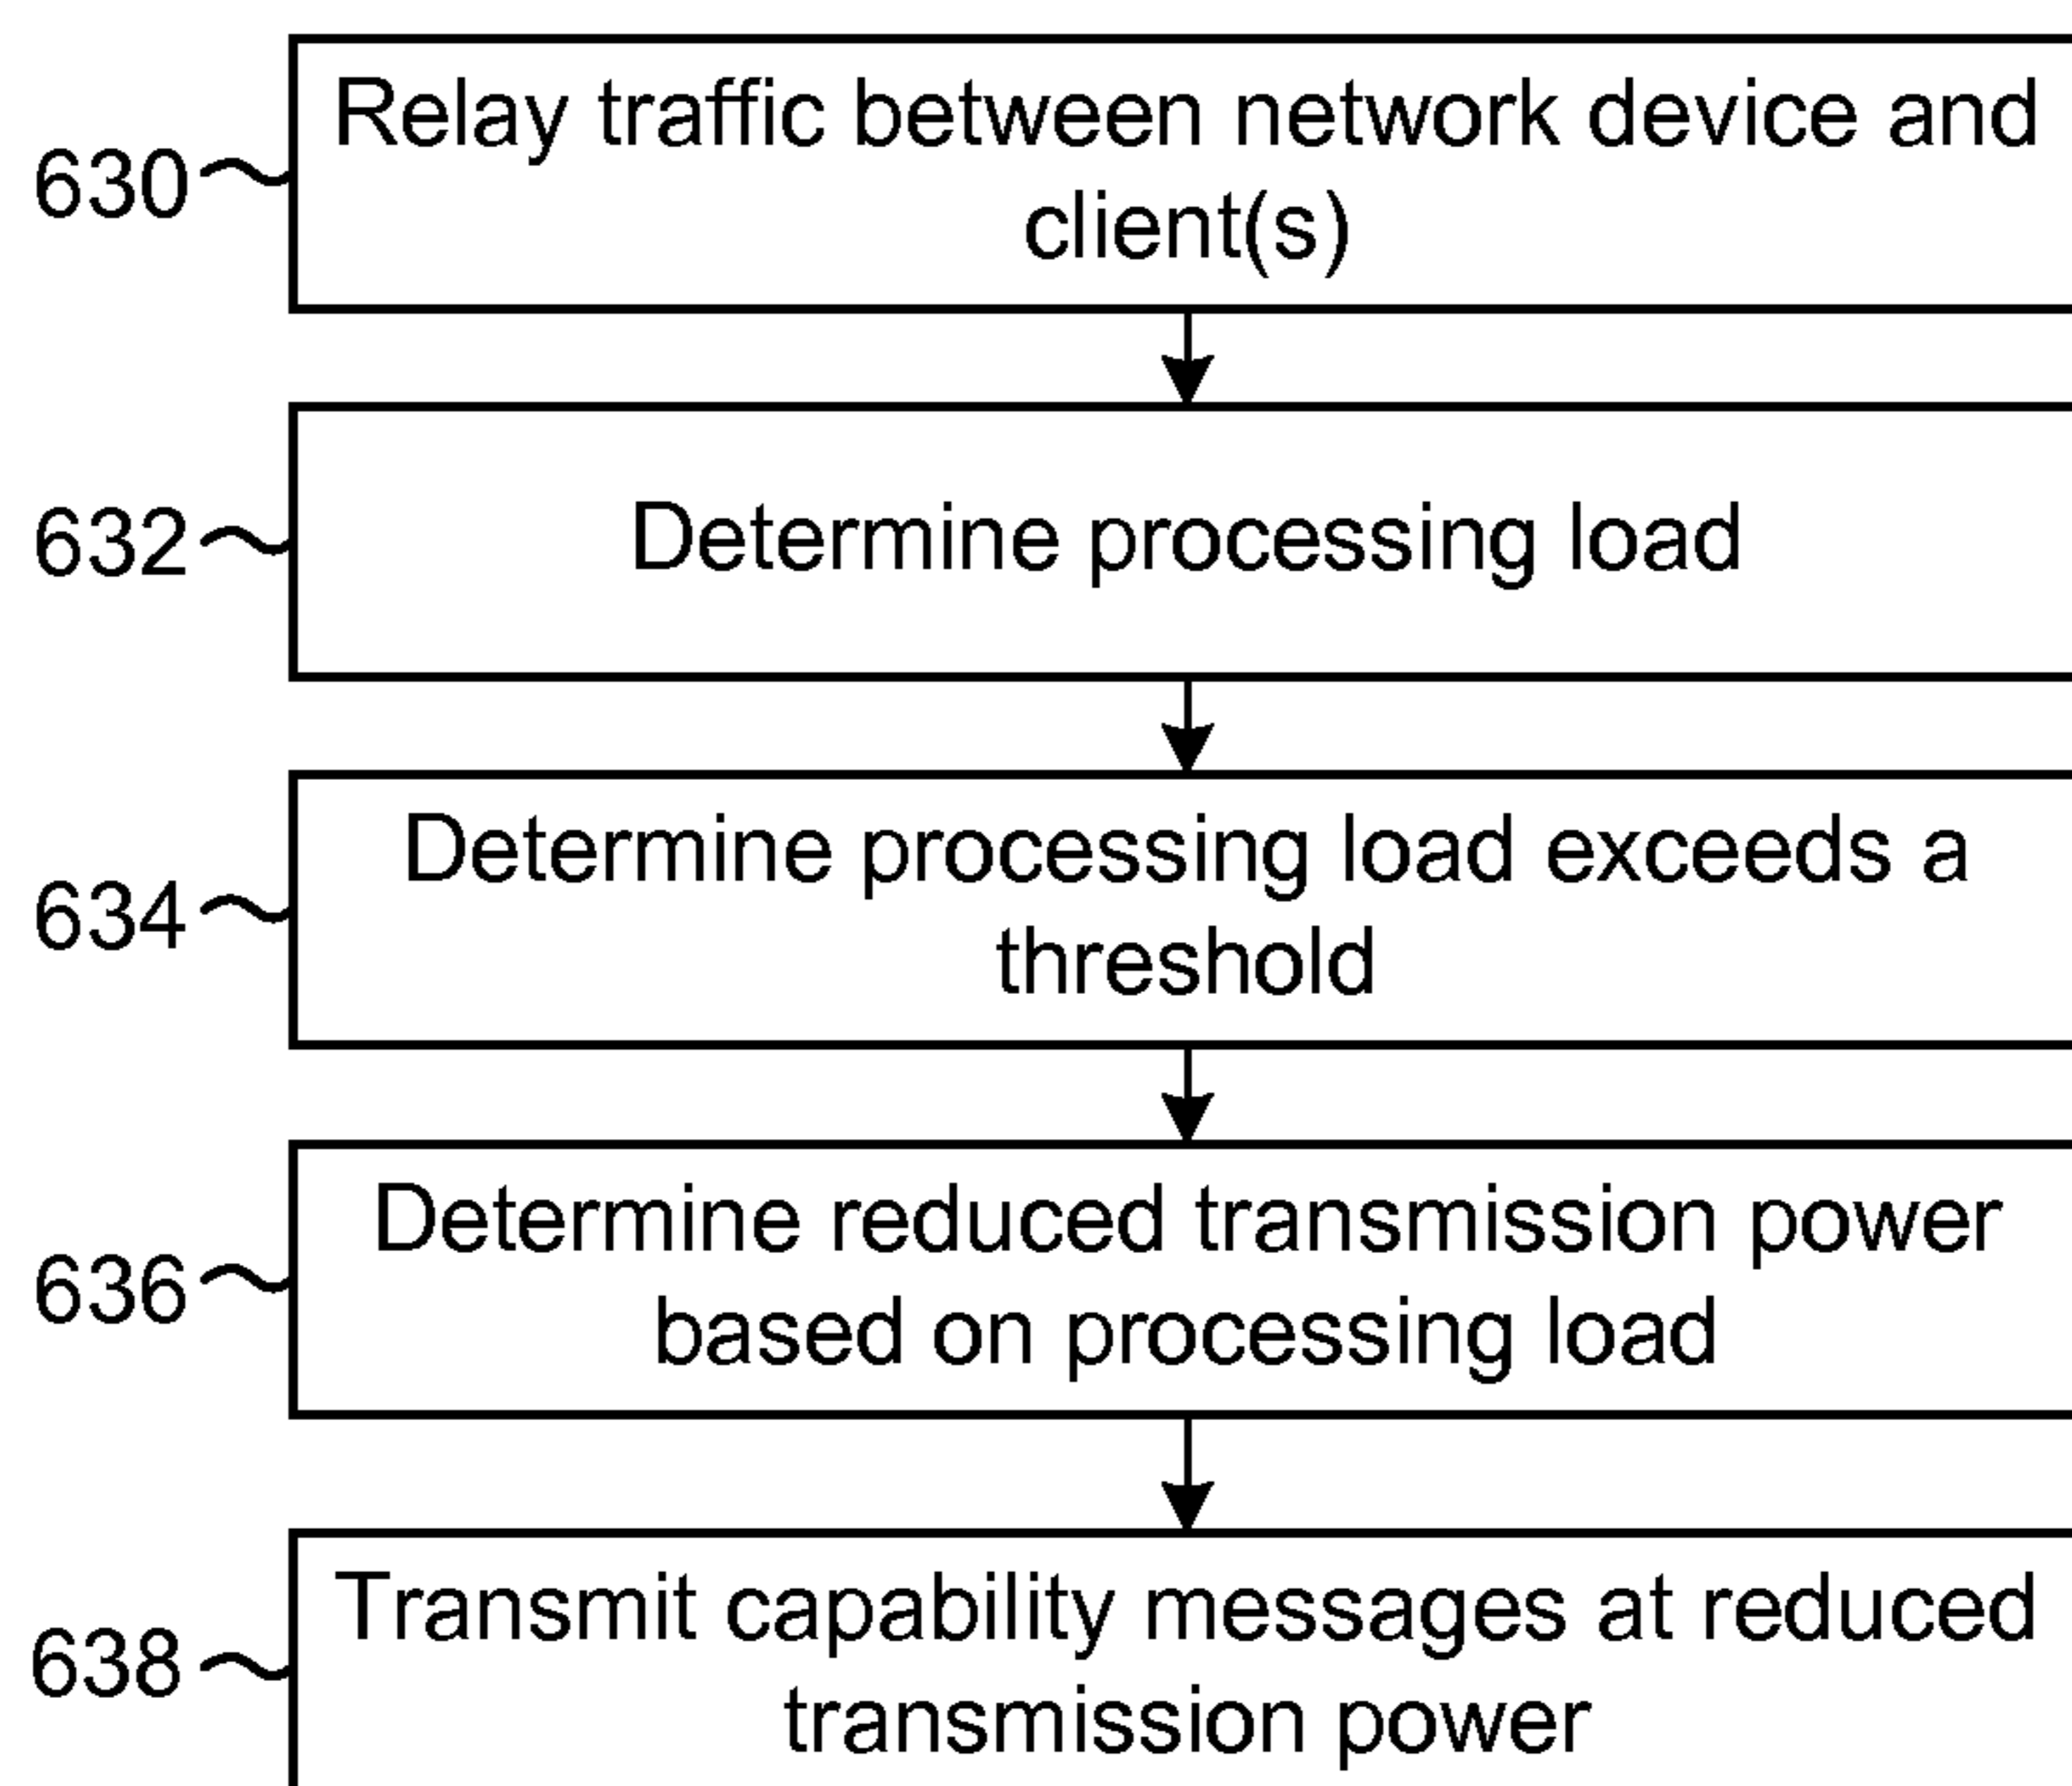 630
Relay traffic between network device and
client(s)
632
Determine processing load
634
Determine processing load exceeds a
threshold
636
Determine reduced transmission power
based on processing load
638
Transmit capability messages at reduced
transmission power